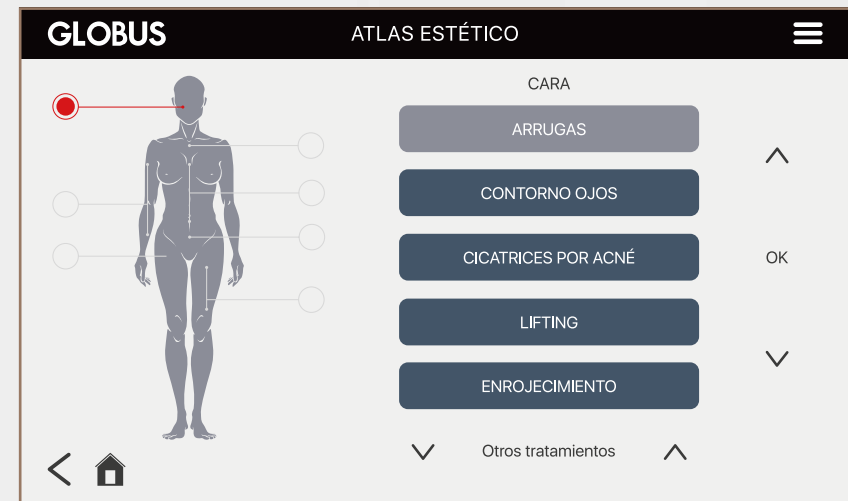 GLOBUS
ATLAS ESTÉTICO
CARA
ARRUGAS
CONTORNO OJOS
CICATRICES POR ACNÉ
OK
LIFTING
ENROJECIMIENTO
Otros tratamientos